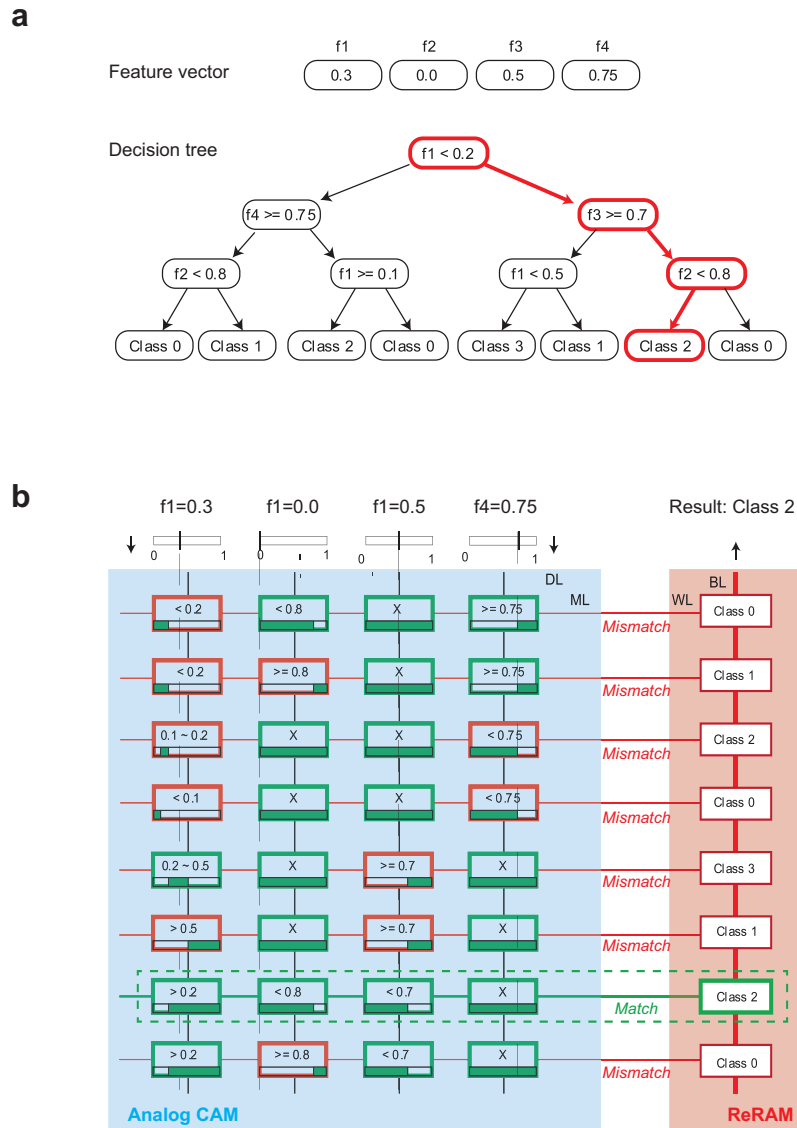 a
f1 f2 f3 f4
Feature vector 0.3 0.0 0.5 0.75
Decision tree
f1 < 0.2
f4 >= 0.75 f3 >= 0.7
f2 < 0.8 f1 >= 0.1 f1 < 0.5 f2 < 0.8
Class 0 Class 1 Class 2 Class 0 Class 3 Class 1 Class 2 Class 0
b
f1=0.3 f1=0.0 f1=0.5 f4=0.75 Result: Class 2
0 1 0 1 0 1 0 1
DL BL
ML WL
< 0.2 < 0.8 X >= 0.75 Mismatch Class 0
< 0.2 >= 0.8 X >= 0.75 Mismatch Class 1
0.1 ~ 0.2 X X < 0.75 Mismatch Class 2
< 0.1 X X < 0.75 Mismatch Class 0
0.2 ~ 0.5 X >= 0.7 X Mismatch Class 3
> 0.5 X >= 0.7 X Mismatch Class 1
> 0.2 < 0.8 < 0.7 X Match Class 2
> 0.2 >= 0.8 < 0.7 X Mismatch Class 0
Analog CAM ReRAM